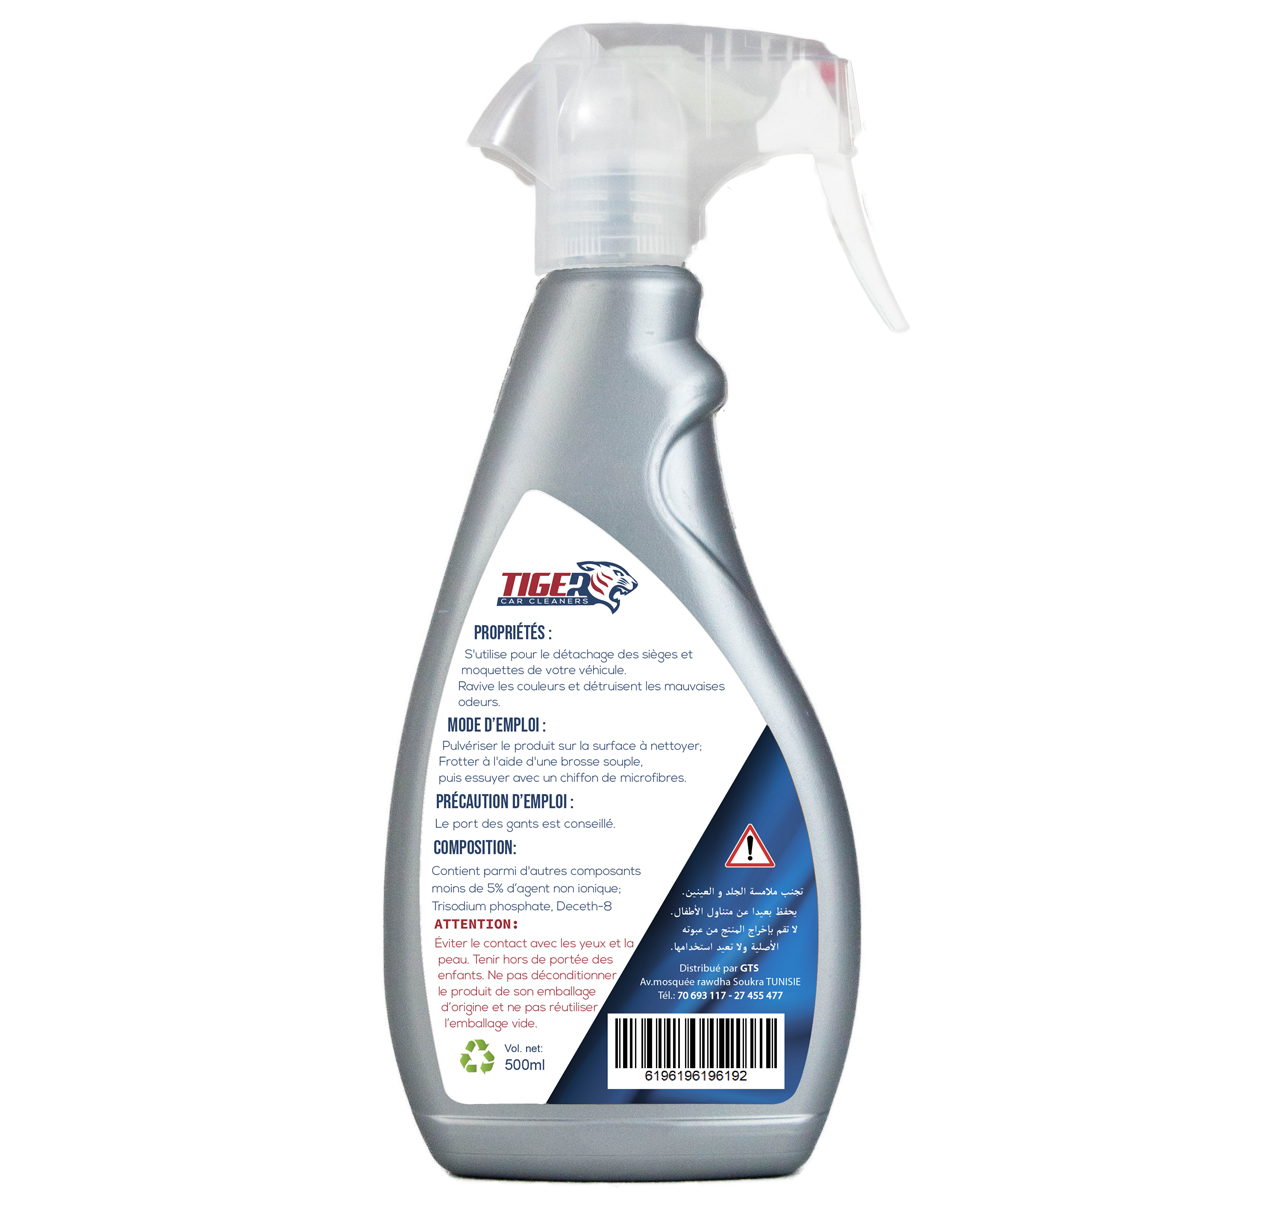 TIGER
CAR CLEANERS
PROPRIÉTÉS :
S'utilise pour le détachage des sièges et
moquettes de votre véhicule.
Ravive les couleurs et détruisent les mauvaises
odeurs.
MODE D'EMPLOI :
Pulvériser le produit sur la surface à nettoyer;
Frotter à l'aide d'une brosse souple,
puis essuyer avec un chiffon de microfibres.
PRÉCAUTION D'EMPLOI :
Le port des gants est conseillé.
COMPOSITION:
Contient parmi d'autres composants
moins de 5% d'agent non ionique;
Trisodium phosphate, Deceth-8
ATTENTION:
Éviter le contact avec les yeux et la
peau. Tenir hors de portée des
enfants. Ne pas déconditionner
le produit de son emballage
d'origine et ne pas réutiliser
l'emballage vide.
Vol. net:
500ml
تجنب ملامسة الجلد و العينين.
يحفظ بعيدا عن متناول الأطفال.
لا تقم بإخراج المنتج من عبوته
الأصلية ولا تعيد استخدامها.
Distribué par GTS
Av.mosquée rawdha Soukra TUNISIE
Tél.: 70 693 117 - 27 455 477
6196196196192